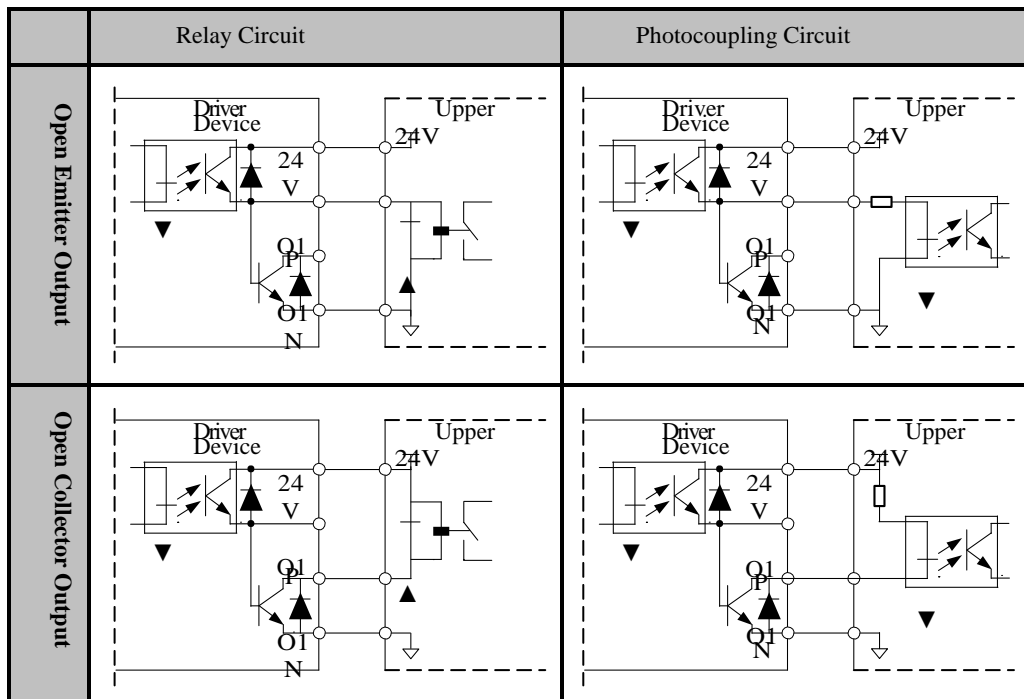 Relay Circuit
Photocoupling Circuit
Open Emitter Output
Driver
Device
Upper
24V
24
V
O1
P
O1
N
Driver
Device
Upper
24V
24
V
O1
P
O1
N
Open Collector Output
Driver
Device
Upper
24V
24
V
O1
P
O1
N
Driver
Device
Upper
24V
24
V
O1
P
O1
N